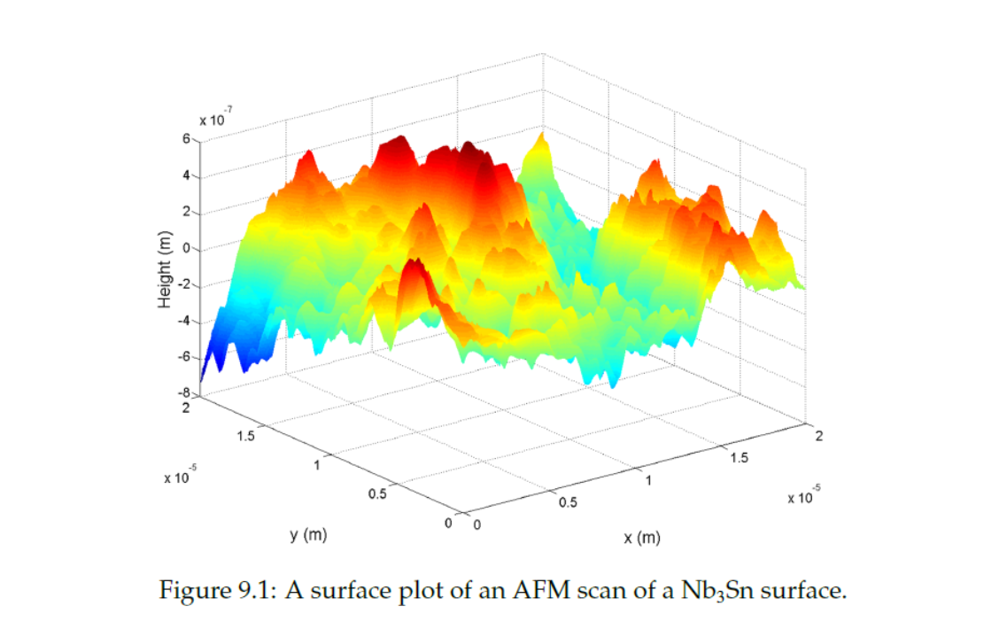 x 10^-7
6
4
2
0
-2
-4
-6
-8
Height (m)
2
1.5
1
0.5
0
x 10^-5
y (m)
0
0.5
1
1.5
2
x 10^-5
x (m)
Figure 9.1: A surface plot of an AFM scan of a Nb₃Sn surface.